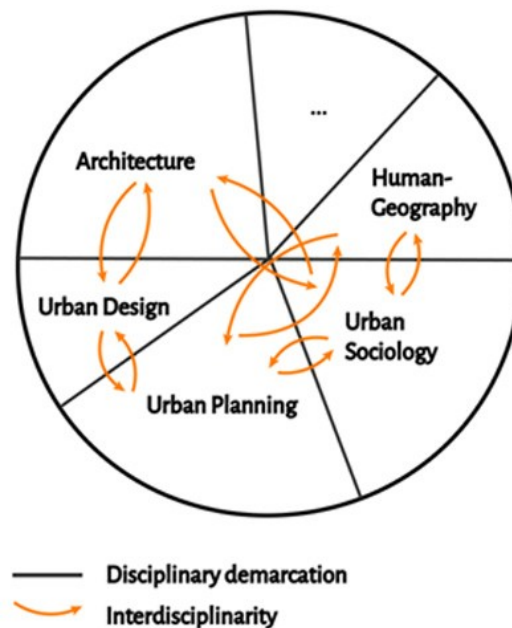 ...
Architecture
Human-
Geography
Urban Design
Urban
Sociology
Urban Planning
Disciplinary demarcation
Interdisciplinarity